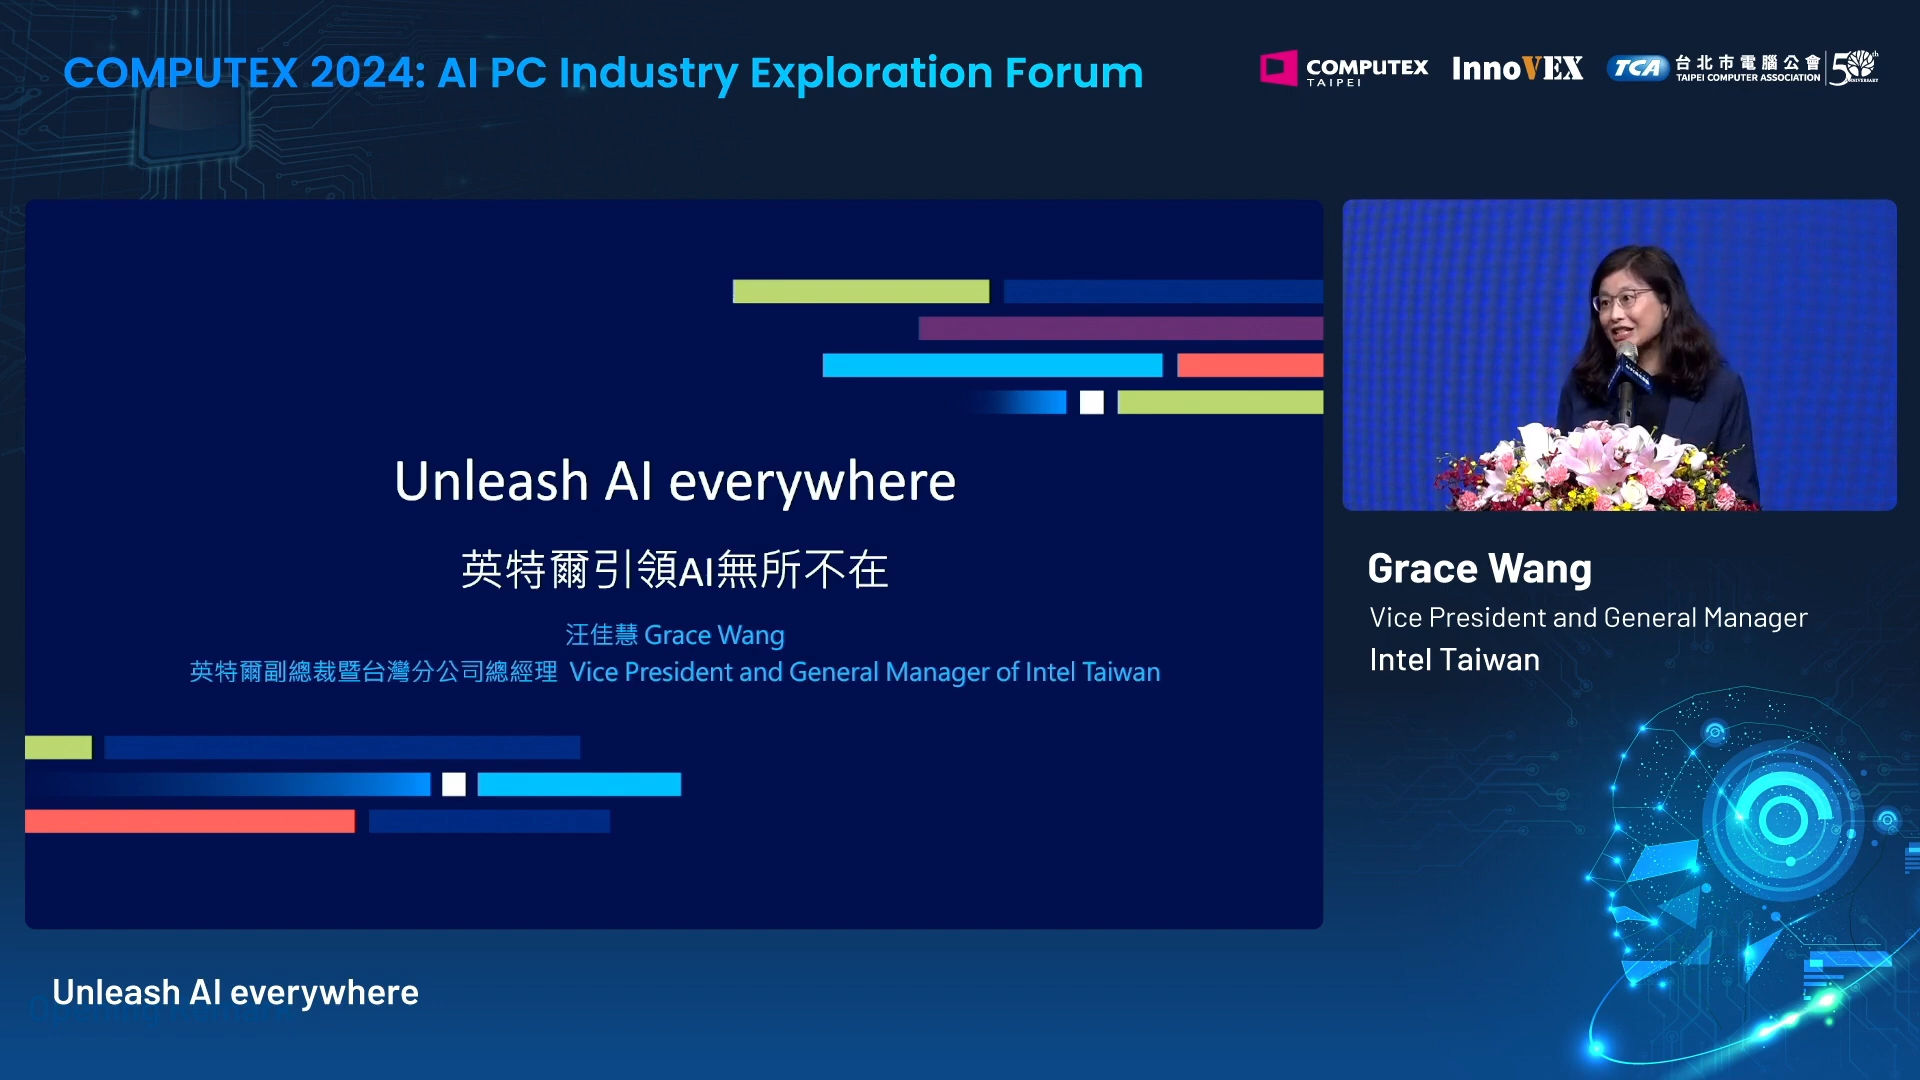 COMPUTEX 2024: AI PC Industry Exploration Forum
COMPUTEX
TAIPEI
InnoVEX
TCA 台北市電腦公會
TAIPEI COMPUTER ASSOCIATION
50th
ANNIVERSARY
Unleash AI everywhere
英特爾引領AI無所不在
汪佳慧 Grace Wang
英特爾副總裁暨台灣分公司總經理 Vice President and General Manager of Intel Taiwan
Grace Wang
Vice President and General Manager
Intel Taiwan
Unleash AI everywhere